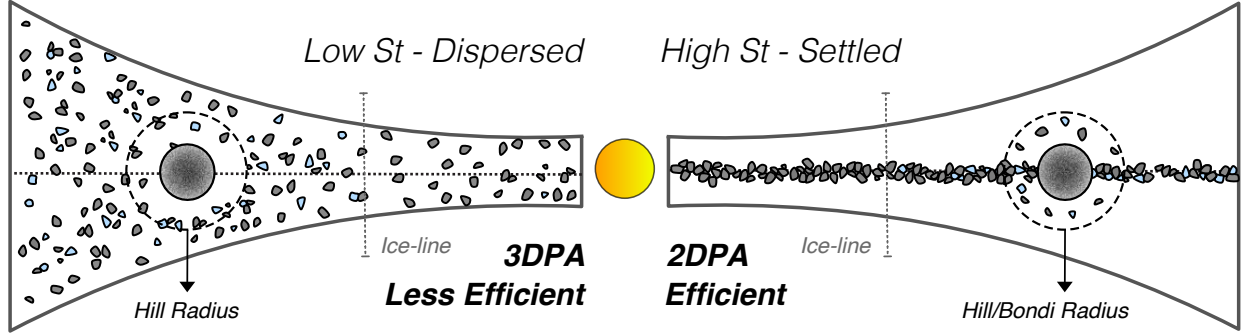 Low St - Dispersed
High St - Settled
Ice-line
3DPA
Less Efficient
2DPA
Efficient
Ice-line
Hill Radius
Hill/Bondi Radius